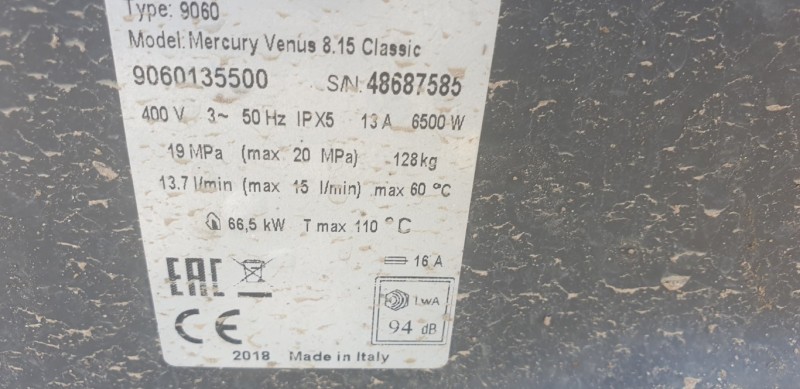 Type: 9060
Model: Mercury Venus 8.15 Classic
9060135500 S/N: 48687585
400 V 3~ 50 Hz IPX5 13 A 6500 W
19 MPa (max 20 MPa) 128kg
13.7 l/min (max 15 l/min) max 60 °C
66,5 kW T max 110 °C
EAC 16 A
LWA
CE 94 dB
2018 Made in Italy